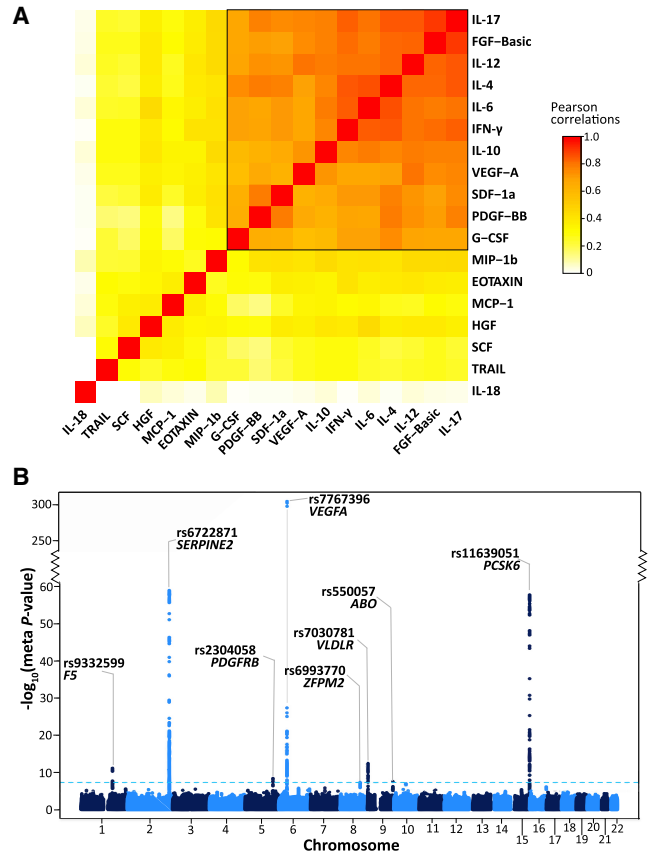 A
IL−17
FGF−Basic
IL−12
IL−4
IL−6
IFN-γ
IL−10
VEGF−A
SDF−1a
PDGF−BB
G−CSF
MIP−1b
EOTAXIN
MCP−1
HGF
SCF
TRAIL
IL−18
Pearson
correlations
1.0
0.8
0.6
0.4
0.2
0
IL−18
TRAIL
SCF
HGF
MCP−1
EOTAXIN
MIP−1b
G−CSF
PDGF−BB
SDF−1a
VEGF−A
IL−10
IFN-γ
IL−6
IL−4
IL−12
FGF−Basic
IL−17
B
-log10(meta P-value)
300
250
60
50
40
30
20
10
0
rs7767396
VEGFA
rs6722871
SERPINE2
rs11639051
PCSK6
rs550057
ABO
rs7030781
VLDLR
rs2304058
PDGFRB
rs6993770
ZFPM2
rs9332599
F5
1 2 3 4 5 6 7 8 9 10 11 12 13 14 15 16 17 18 19 20 21 22
Chromosome